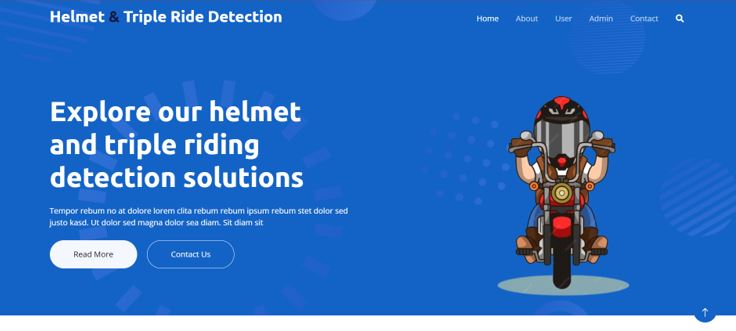 Helmet & Triple Ride Detection
Home About User Admin Contact
Explore our helmet
and triple riding
detection solutions
Tempor rebum no at dolore lorem clita rebum rebum ipsum rebum stet dolor sed
justo kasd. Ut dolor sed magna dolor sea diam. Sit diam sit
Read More Contact Us